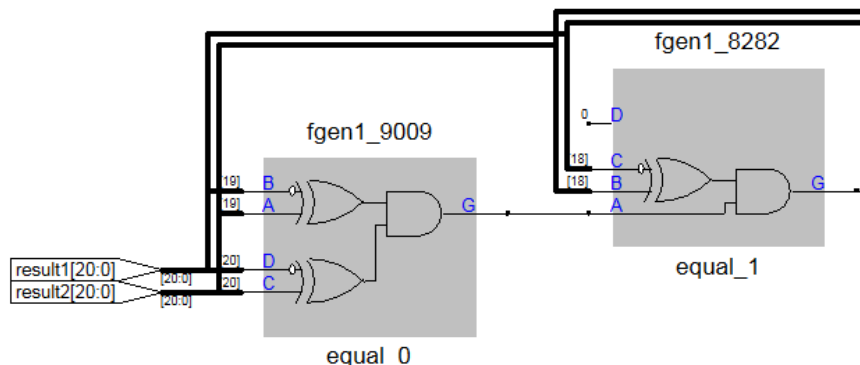 fgen1_8282
0 D
fgen1_9009
[18] C
[19] B
[18] B
G
[19] A
G
A
result1[20:0]
[20:0]
20] D
equal_1
result2[20:0]
[20:0]
20] C
equal_0